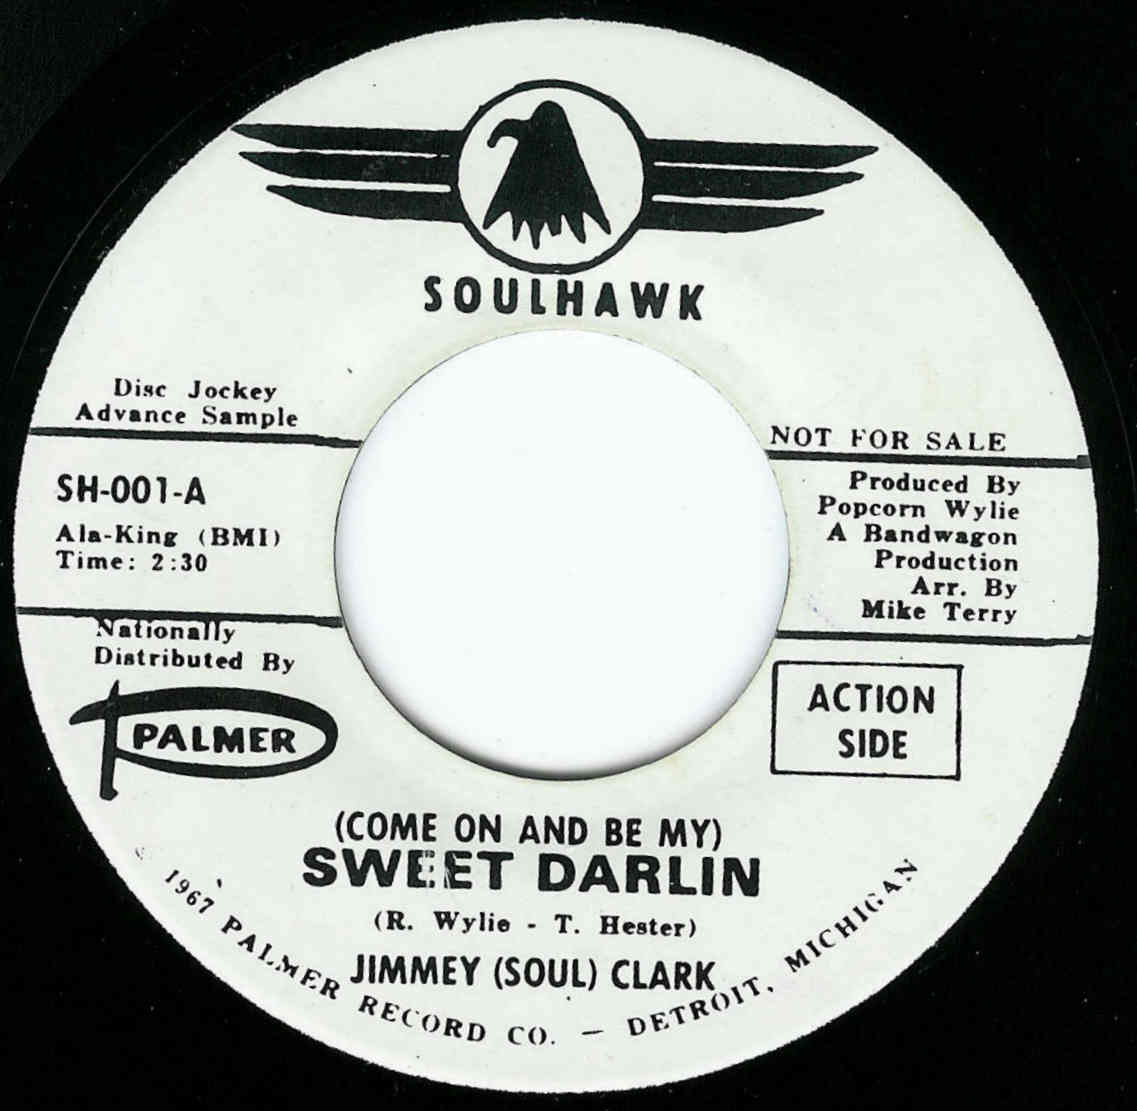 SOULHAWK
Disc Jockey
Advance Sample
NOT FOR SALE
SH-001-A
Ala-King (BMI)
Time: 2:30
Produced By
Popcorn Wylie
A Bandwagon
Production
Arr. By
Mike Terry
Nationally
Distributed By
PALMER
ACTION
SIDE
(COME ON AND BE MY)
SWEET DARLIN
(R. Wylie - T. Hester)
JIMMEY (SOUL) CLARK
1967 PALMER RECORD CO. — DETROIT, MICHIGAN